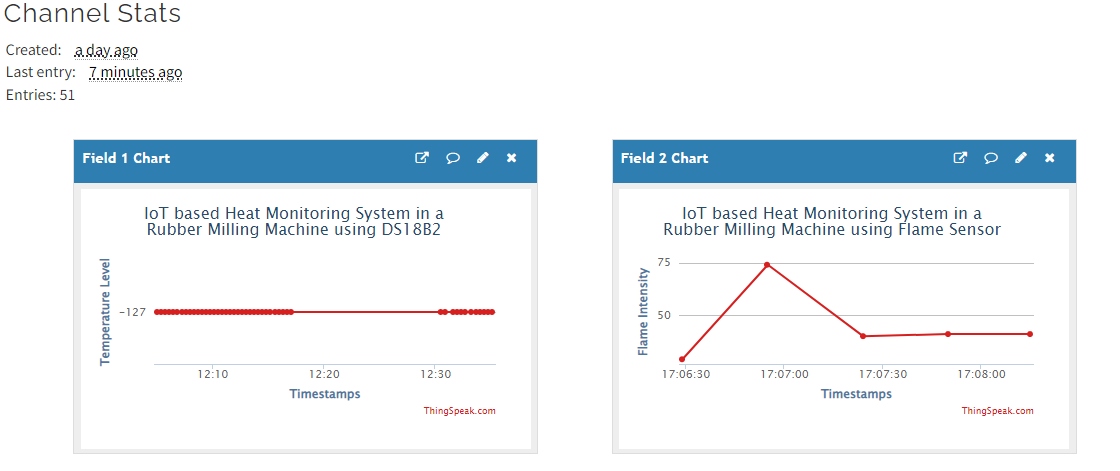 Channel Stats
Created: a day ago
Last entry: 7 minutes ago
Entries: 51
Field 1 Chart
IoT based Heat Monitoring System in a
Rubber Milling Machine using DS18B2
Temperature Level
-127
12:10 12:20 12:30
Timestamps
ThingSpeak.com
Field 2 Chart
IoT based Heat Monitoring System in a
Rubber Milling Machine using Flame Sensor
Flame Intensity
75
50
17:06:30 17:07:00 17:07:30 17:08:00
Timestamps
ThingSpeak.com